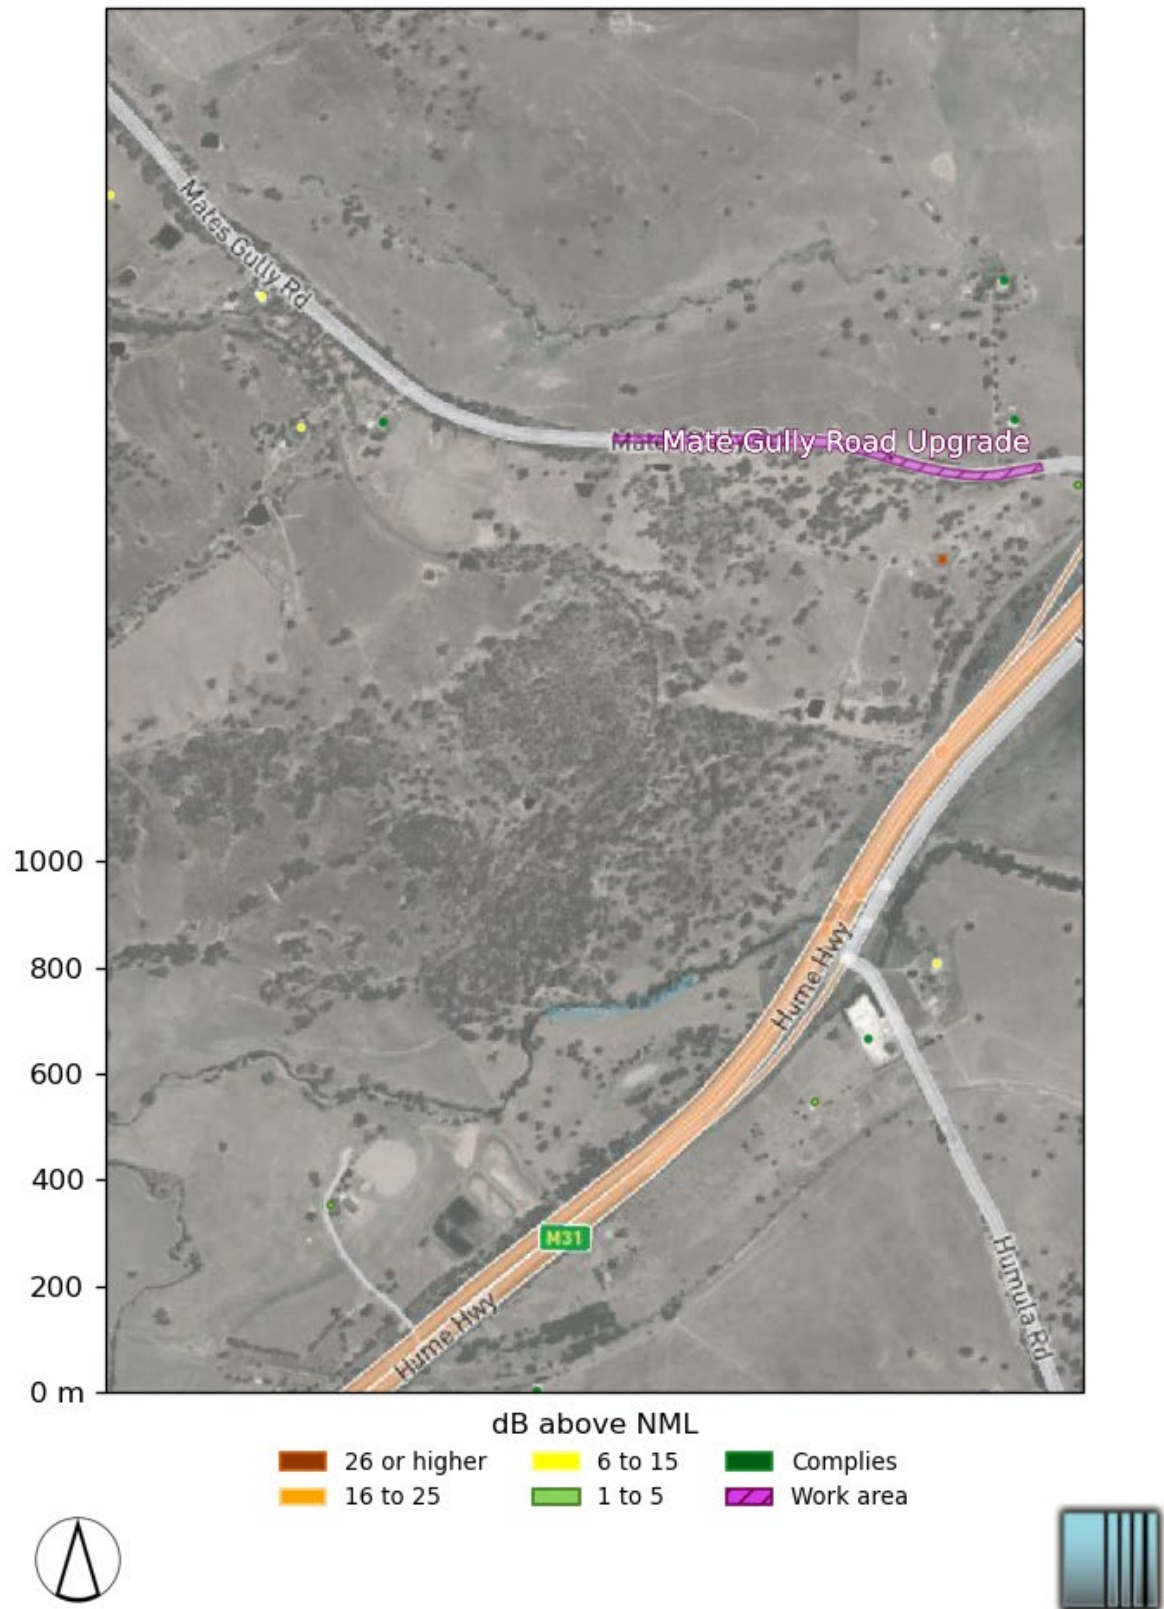 Mates Gully Rd
Mate Gully Road Upgrade
1000
800
Hume Hwy
600
400
M31
200
Humula Rd
Hume Hwy
0 m
dB above NML
26 or higher
6 to 15
Complies
16 to 25
1 to 5
Work area